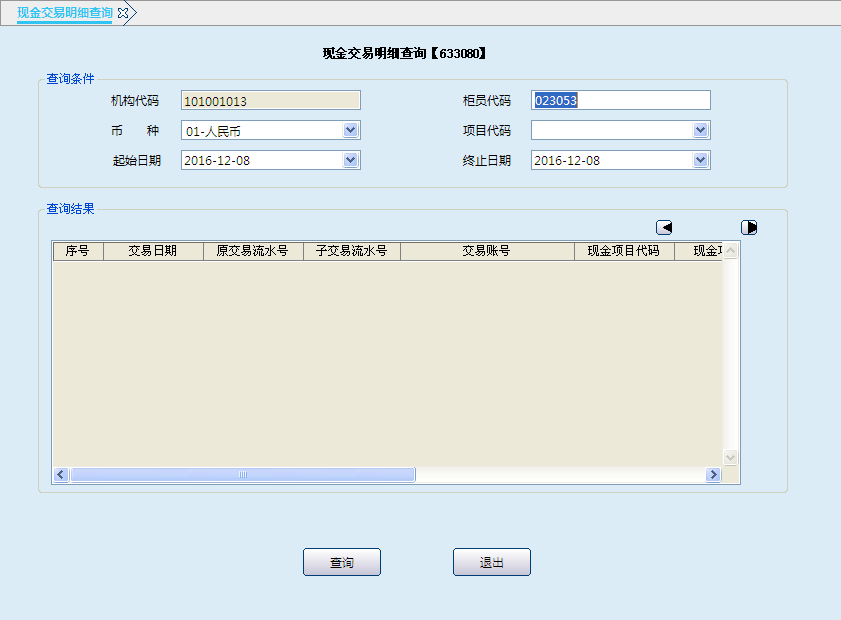 现金交易明细查询
现金交易明细查询【633080】
查询条件
机构代码 101001013 柜员代码 023053
币 种 01-人民币 项目代码
起始日期 2016-12-08 终止日期 2016-12-08
查询结果
序号 交易日期 原交易流水号 子交易流水号 交易账号 现金项目代码 现金
查询 退出